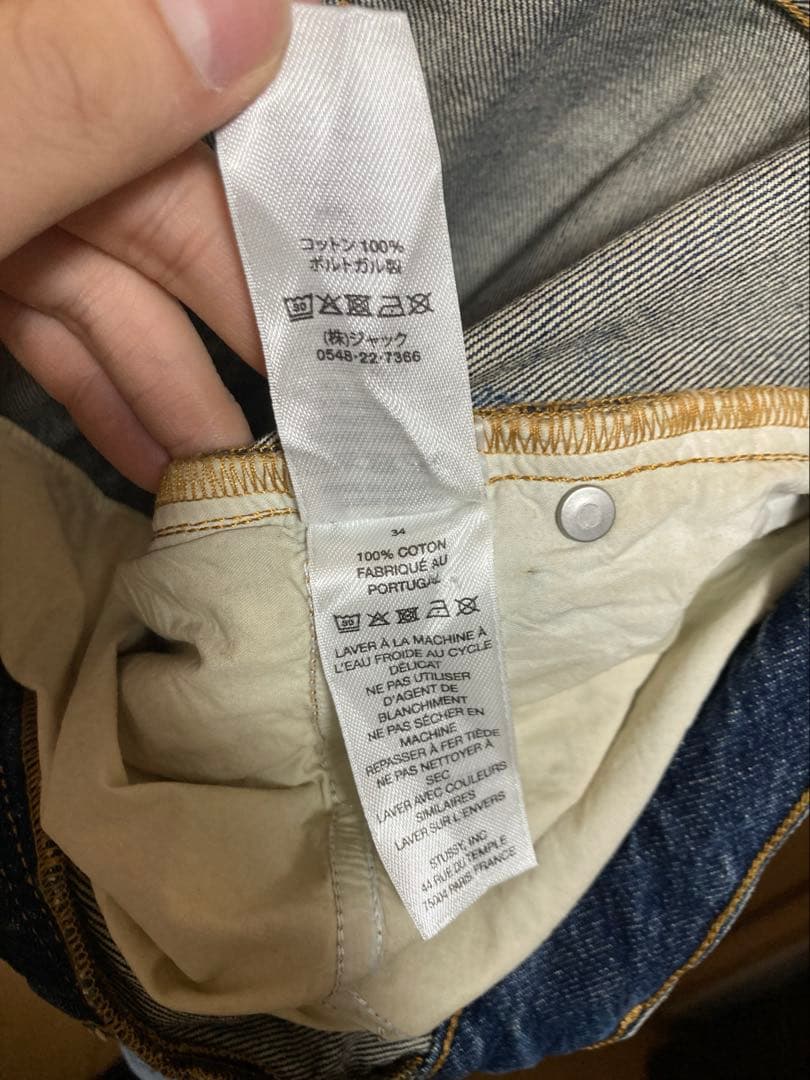 コットン100%
ポルトガル製
30
(株)ジャック
0548-22-7366
34
100% COTON
FABRIQUÉ AU
PORTUGAL
30
LAVER À LA MACHINE À
L'EAU FROIDE AU CYCLE
DÉLICAT
NE PAS UTILISER
D'AGENT DE
BLANCHIMENT
NE PAS SÉCHER EN
MACHINE
REPASSER À FER TIÈDE
NE PAS NETTOYER À
SEC
LAVER AVEC COULEURS
SIMILAIRES
LAVER SUR L'ENVERS
STUSSY, INC
44 RUE DU TEMPLE
75004 PARIS FRANCE